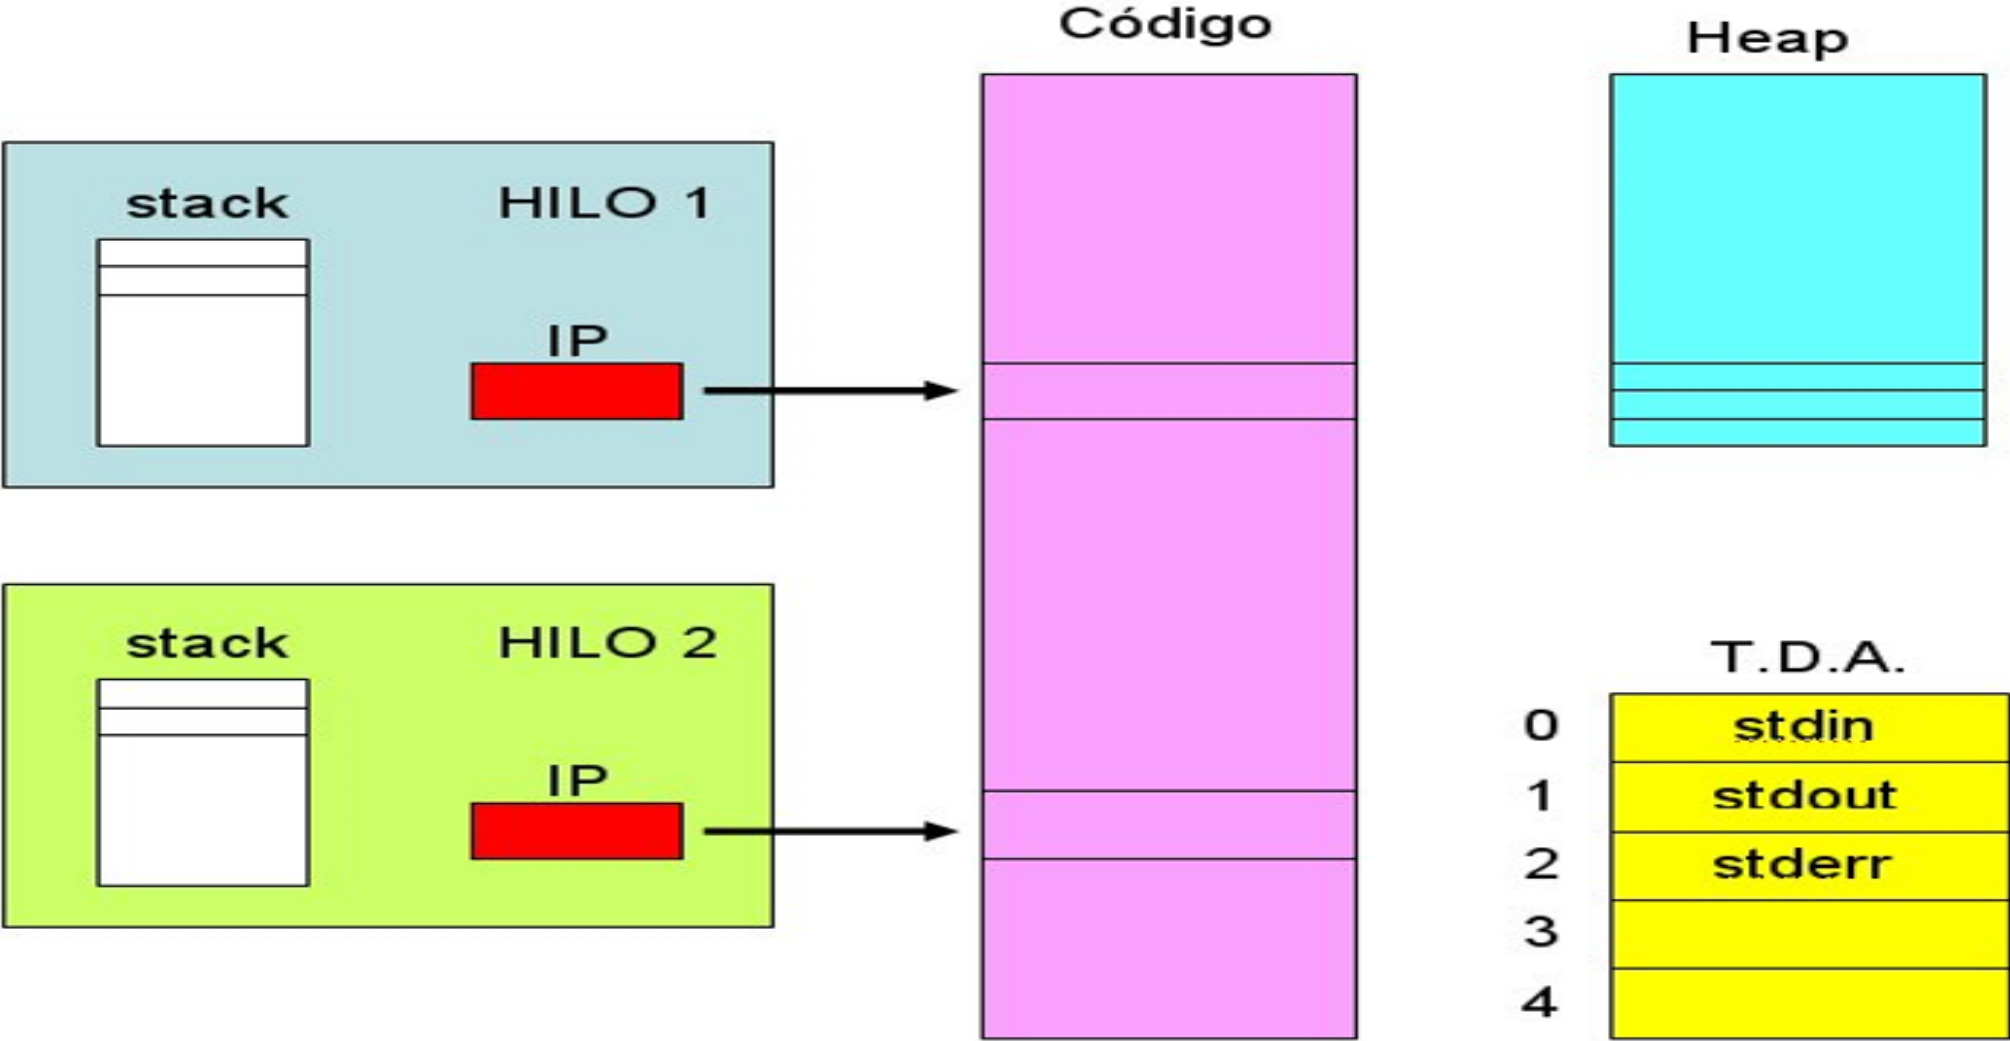 Código
Heap
stack
HILO 1
IP
stack
HILO 2
IP
T.D.A.
0 stdin
1 stdout
2 stderr
3
4